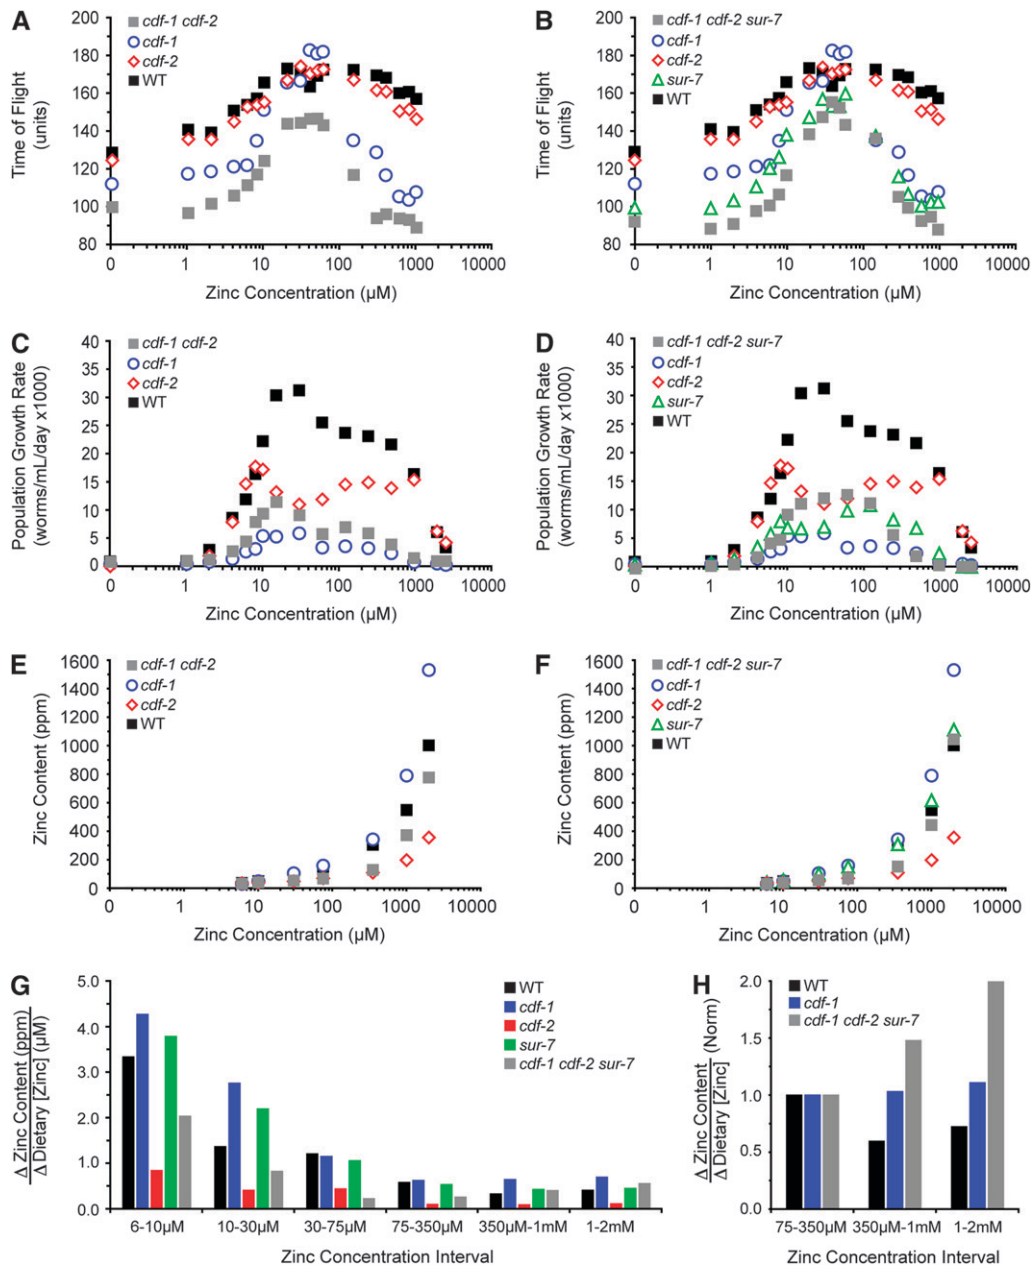 A
cdf-1 cdf-2
cdf-1
cdf-2
WT
Time of Flight
(units)
200
180
160
140
120
100
80
0
1
10
100
1000
10000
Zinc Concentration (µM)
B
cdf-1 cdf-2 sur-7
cdf-1
cdf-2
sur-7
WT
Time of Flight
(units)
200
180
160
140
120
100
80
0
1
10
100
1000
10000
Zinc Concentration (µM)
C
cdf-1 cdf-2
cdf-1
cdf-2
WT
Population Growth Rate
(worms/mL/day x1000)
40
35
30
25
20
15
10
5
0
0
1
10
100
1000
10000
Zinc Concentration (µM)
D
cdf-1 cdf-2 sur-7
cdf-1
cdf-2
sur-7
WT
Population Growth Rate
(worms/mL/day x1000)
40
35
30
25
20
15
10
5
0
0
1
10
100
1000
10000
Zinc Concentration (µM)
E
cdf-1 cdf-2
cdf-1
cdf-2
WT
Zinc Content (ppm)
1600
1400
1200
1000
800
600
400
200
0
0
1
10
100
1000
10000
Zinc Concentration (µM)
F
cdf-1 cdf-2 sur-7
cdf-1
cdf-2
sur-7
WT
Zinc Content (ppm)
1600
1400
1200
1000
800
600
400
200
0
0
1
10
100
1000
10000
Zinc Concentration (µM)
G
WT
cdf-1
cdf-2
sur-7
cdf-1 cdf-2 sur-7
Δ Zinc Content (ppm)
Δ Dietary [Zinc] (µM)
5.0
4.0
3.0
2.0
1.0
0.0
6-10µM
10-30µM
30-75µM
75-350µM
350µM-1mM
1-2mM
Zinc Concentration Interval
H
WT
cdf-1
cdf-1 cdf-2 sur-7
Δ Zinc Content
Δ Dietary [Zinc]
(Norm)
2.0
1.5
1.0
0.5
0.0
75-350µM
350µM-1mM
1-2mM
Zinc Concentration Interval